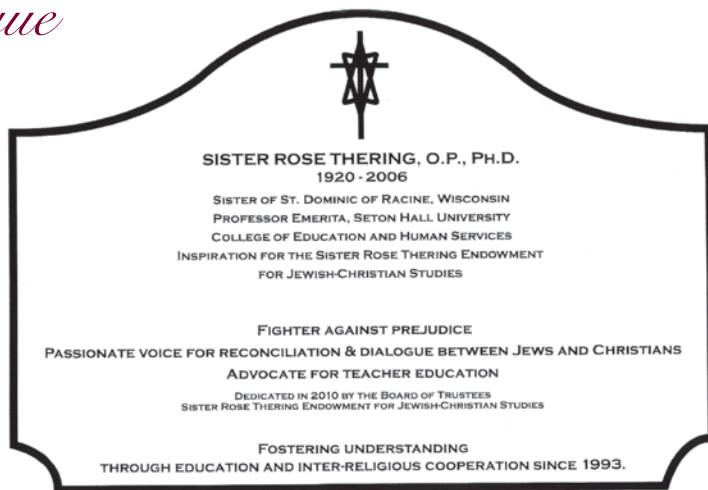 SISTER ROSE THERING, O.P., PH.D.
1920 - 2006
SISTER OF ST. DOMINIC OF RACINE, WISCONSIN
PROFESSOR EMERITA, SETON HALL UNIVERSITY
COLLEGE OF EDUCATION AND HUMAN SERVICES
INSPIRATION FOR THE SISTER ROSE THERING ENDOWMENT
FOR JEWISH-CHRISTIAN STUDIES
FIGHTER AGAINST PREJUDICE
PASSIONATE VOICE FOR RECONCILIATION & DIALOGUE BETWEEN JEWS AND CHRISTIANS
ADVOCATE FOR TEACHER EDUCATION
DEDICATED IN 2010 BY THE BOARD OF TRUSTEES
SISTER ROSE THERING ENDOWMENT FOR JEWISH-CHRISTIAN STUDIES
FOSTERING UNDERSTANDING
THROUGH EDUCATION AND INTER-RELIGIOUS COOPERATION SINCE 1993.